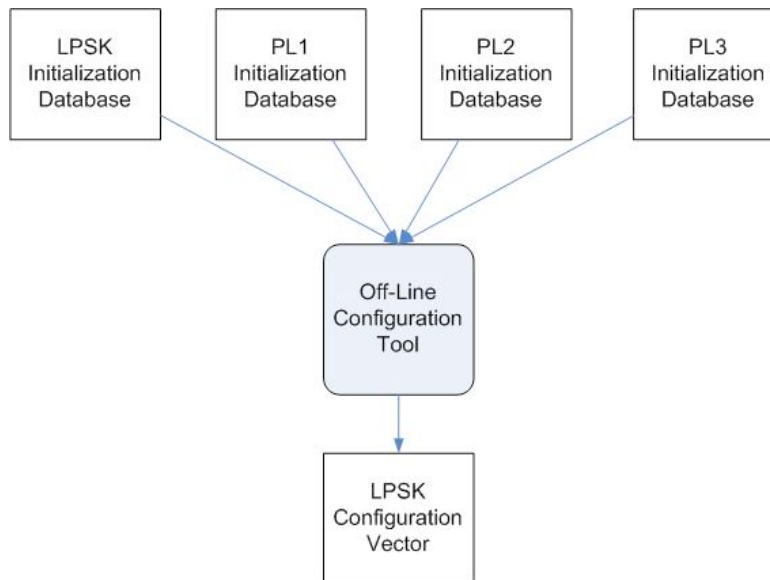 LPSK
Initialization
Database
PL1
Initialization
Database
PL2
Initialization
Database
PL3
Initialization
Database
Off-Line
Configuration
Tool
LPSK
Configuration
Vector